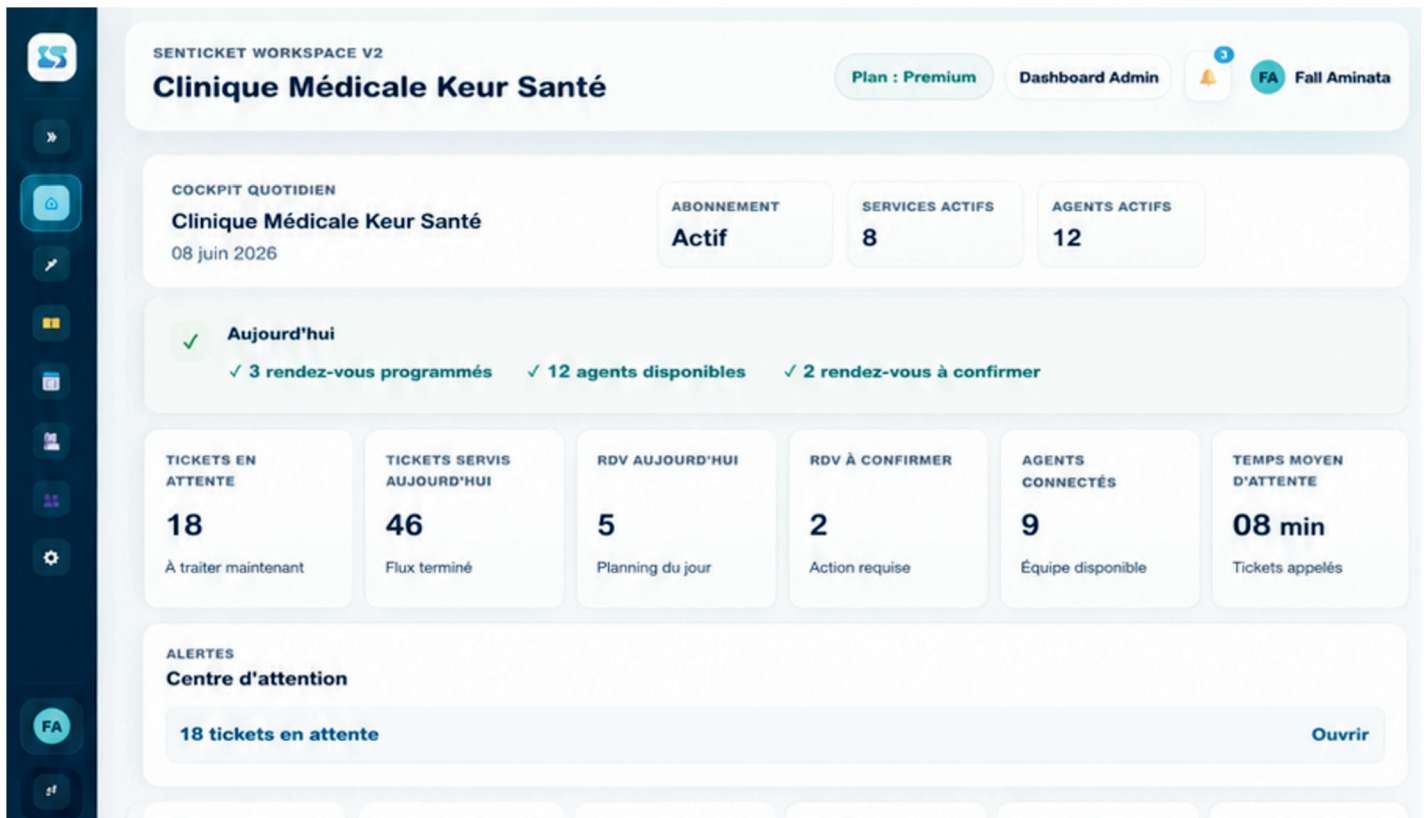 SENTICKET WORKSPACE V2
Clinique Médicale Keur Santé
Plan : Premium
Dashboard Admin
3
FA
Fall Aminata
COCKPIT QUOTIDIEN
Clinique Médicale Keur Santé
08 juin 2026
ABONNEMENT
Actif
SERVICES ACTIFS
8
AGENTS ACTIFS
12
✓
Aujourd'hui
✓ 3 rendez-vous programmés
✓ 12 agents disponibles
✓ 2 rendez-vous à confirmer
TICKETS EN
ATTENTE
18
À traiter maintenant
TICKETS SERVIS
AUJOURD'HUI
46
Flux terminé
RDV AUJOURD'HUI
5
Planning du jour
RDV À CONFIRMER
2
Action requise
AGENTS
CONNECTÉS
9
Équipe disponible
TEMPS MOYEN
D'ATTENTE
08 min
Tickets appelés
ALERTES
Centre d'attention
18 tickets en attente
Ouvrir
»
FA